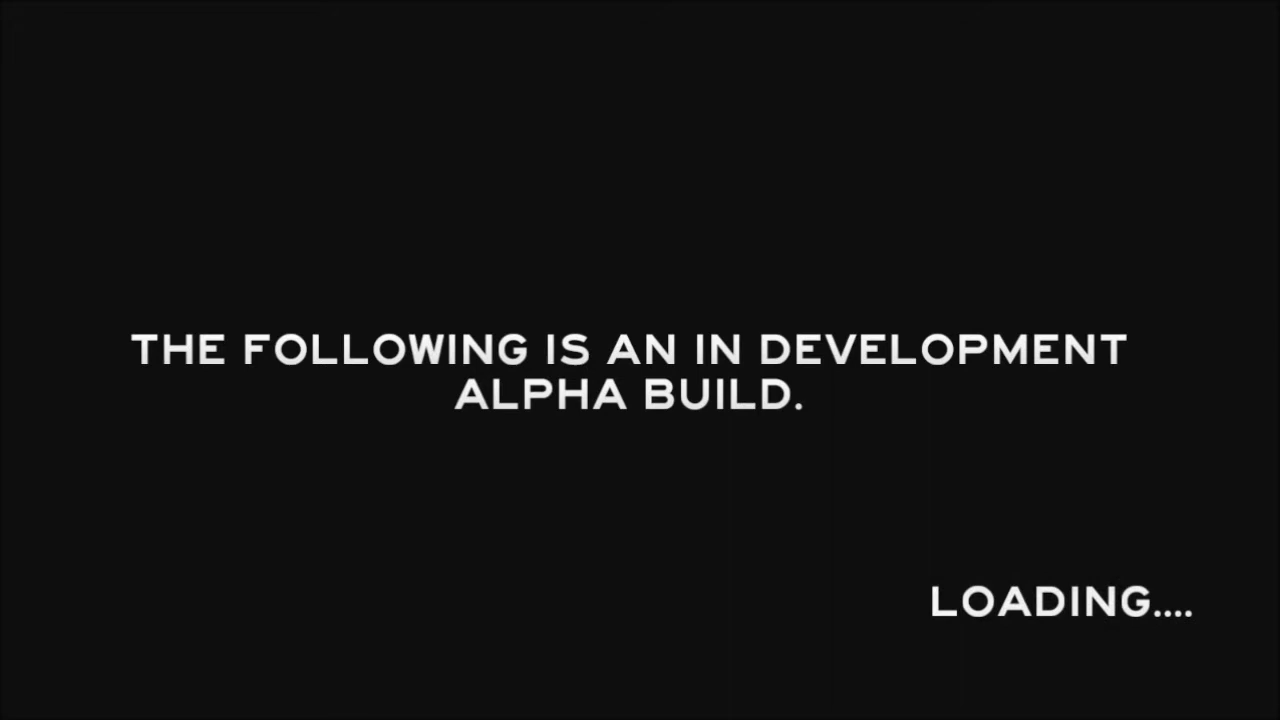 THE FOLLOWING IS AN IN DEVELOPMENT
ALPHA BUILD.
LOADING....